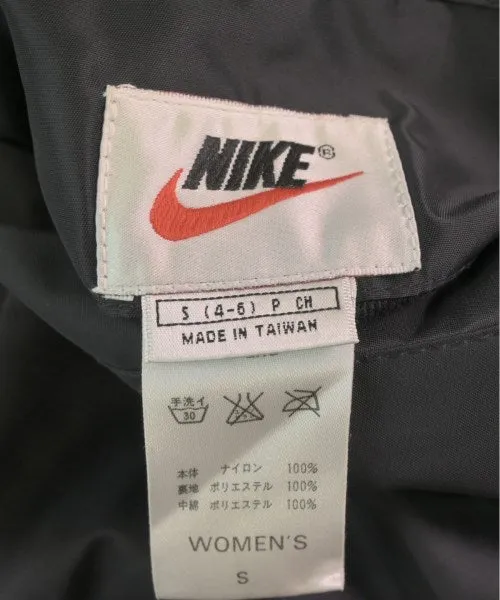 NIKE®
S (4-6) P CH
MADE IN TAIWAN
手洗イ
30
本体 ナイロン 100%
裏地 ポリエステル 100%
中綿 ポリエステル 100%
WOMEN'S
S